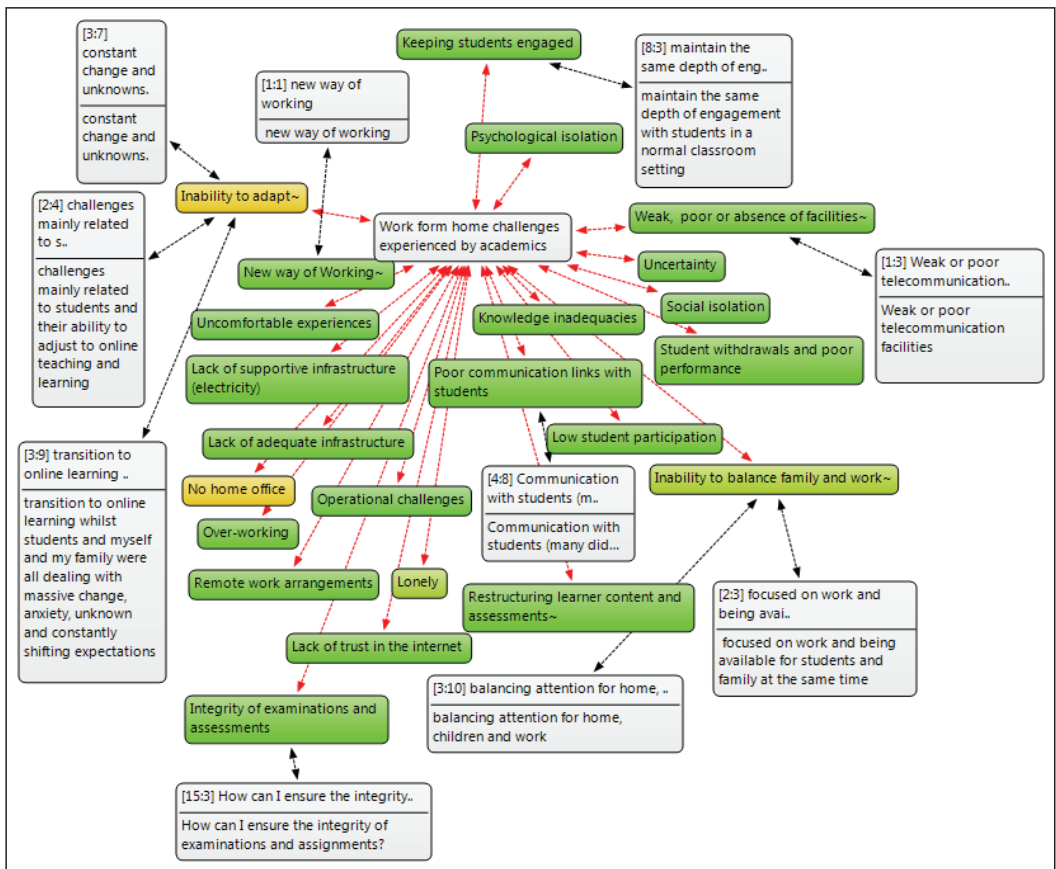 [3:7]
constant
change and
unknowns.
constant
change and
unknowns.
Keeping students engaged
[8:3] maintain the
same depth of eng..
maintain the same
depth of engagement
with students in a
normal classroom
setting
[1:1] new way of
working
new way of working
Psychological isolation
Inability to adapt~
[2:4] challenges
mainly related
to s..
challenges
mainly related
to students and
their ability to
adjust to online
teaching and
learning
Work form home challenges
experienced by academics
Weak, poor or absence of facilities~
New way of Working~
Uncertainty
[1:3] Weak or poor
telecommunication..
Weak or poor
telecommunication
facilities
Social isolation
Uncomfortable experiences
Knowledge inadequacies
Student withdrawals and poor
performance
Lack of supportive infrastructure
(electricity)
Poor communication links with
students
Lack of adequate infrastructure
Low student participation
[3:9] transition to
online learning ..
transition to online
learning whilst
students and myself
and my family were
all dealing with
massive change,
anxiety, unknown
and constantly
shifting expectations
No home office
Operational challenges
[4:8] Communication
with students (m..
Communication with
students (many did...
Inability to balance family and work~
Over-working
Remote work arrangements
Lonely
Restructuring learner content and
assessments~
[2:3] focused on work and
being avai..
focused on work and being
available for students and
family at the same time
Lack of trust in the internet
[3:10] balancing attention for home, ..
balancing attention for home,
children and work
Integrity of examinations and
assessments
[15:3] How can I ensure the integrity..
How can I ensure the integrity of
examinations and assignments?